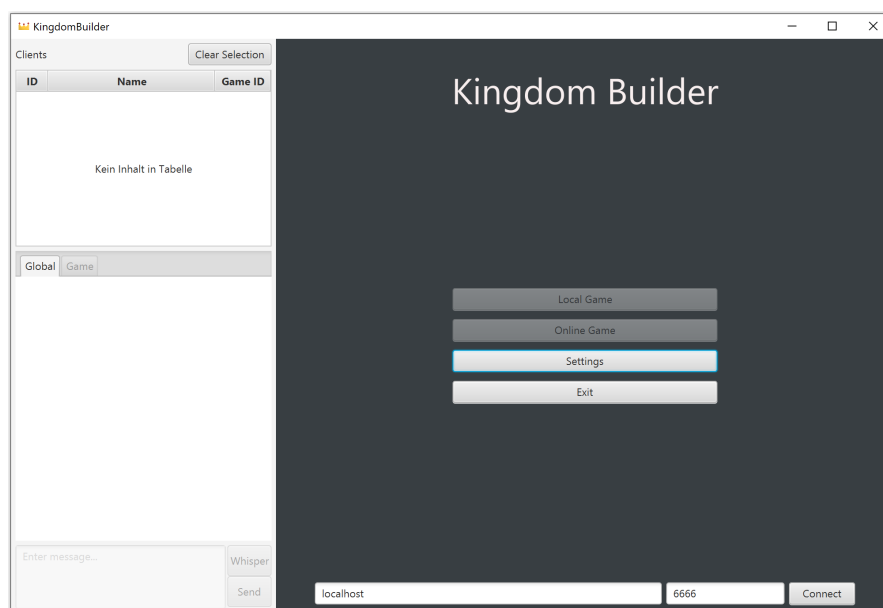 KingdomBuilder
Clients
Clear Selection
ID Name Game ID
Kein Inhalt in Tabelle
Global Game
Enter message...
Whisper
Send
Kingdom Builder
Local Game
Online Game
Settings
Exit
localhost 6666 Connect